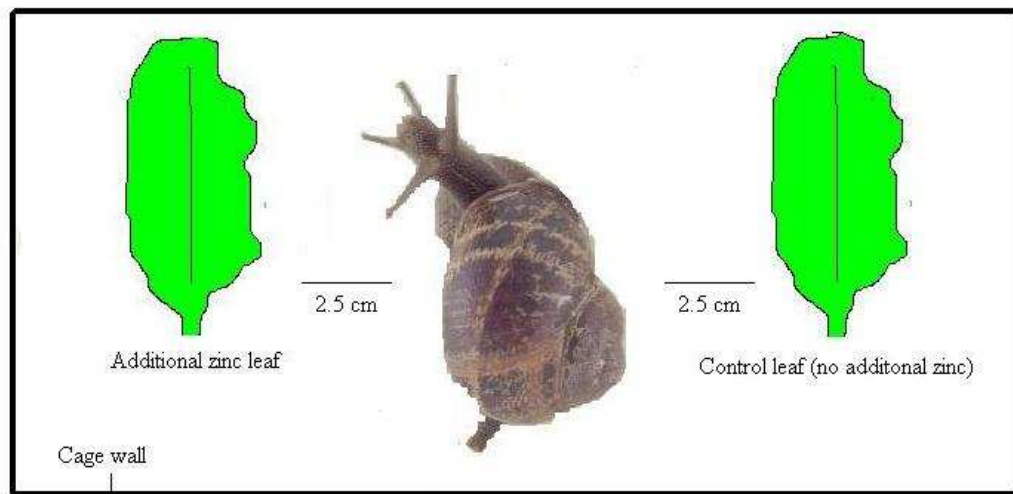 2.5 cm
2.5 cm
Additional zinc leaf
Control leaf (no additonal zinc)
Cage wall